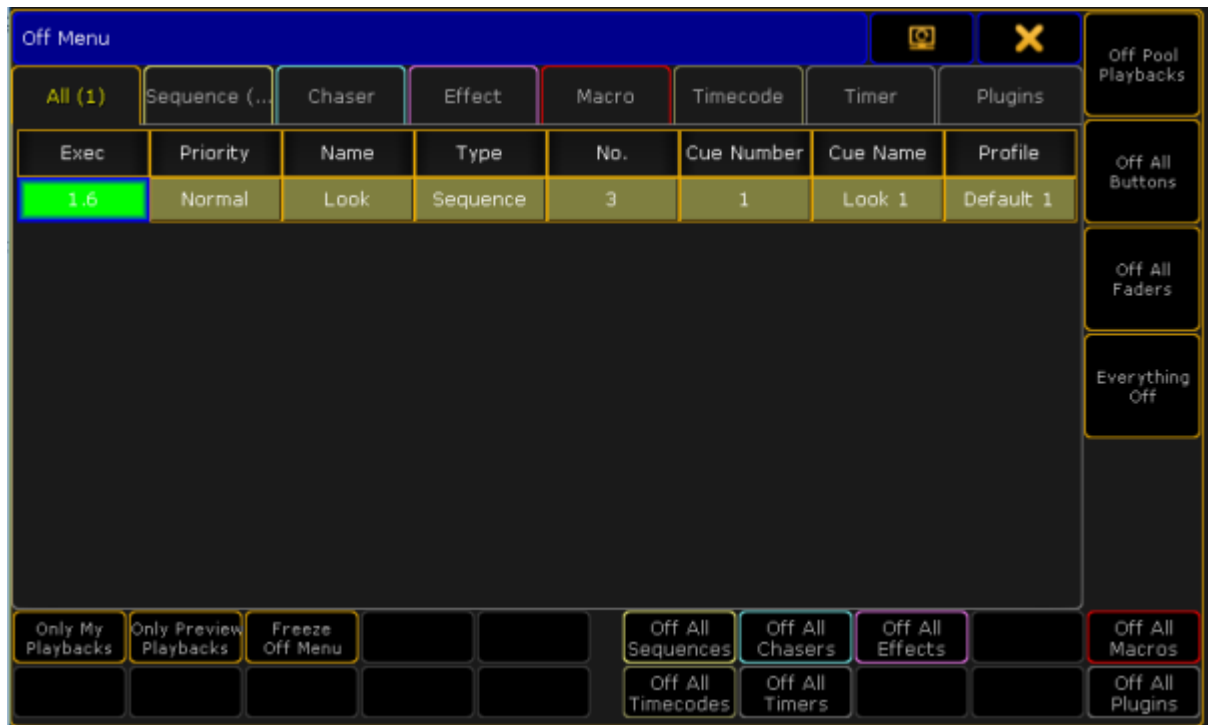 Off Menu
Off Pool
Playbacks
All (1)
Sequence (...
Chaser
Effect
Macro
Timecode
Timer
Plugins
Exec
Priority
Name
Type
No.
Cue Number
Cue Name
Profile
Off All
Buttons
1.6
Normal
Look
Sequence
3
1
Look 1
Default 1
Off All
Faders
Everything
Off
Only My
Playbacks
Only Preview
Playbacks
Freeze
Off Menu
Off All
Sequences
Off All
Chasers
Off All
Effects
Off All
Macros
Off All
Timecodes
Off All
Timers
Off All
Plugins